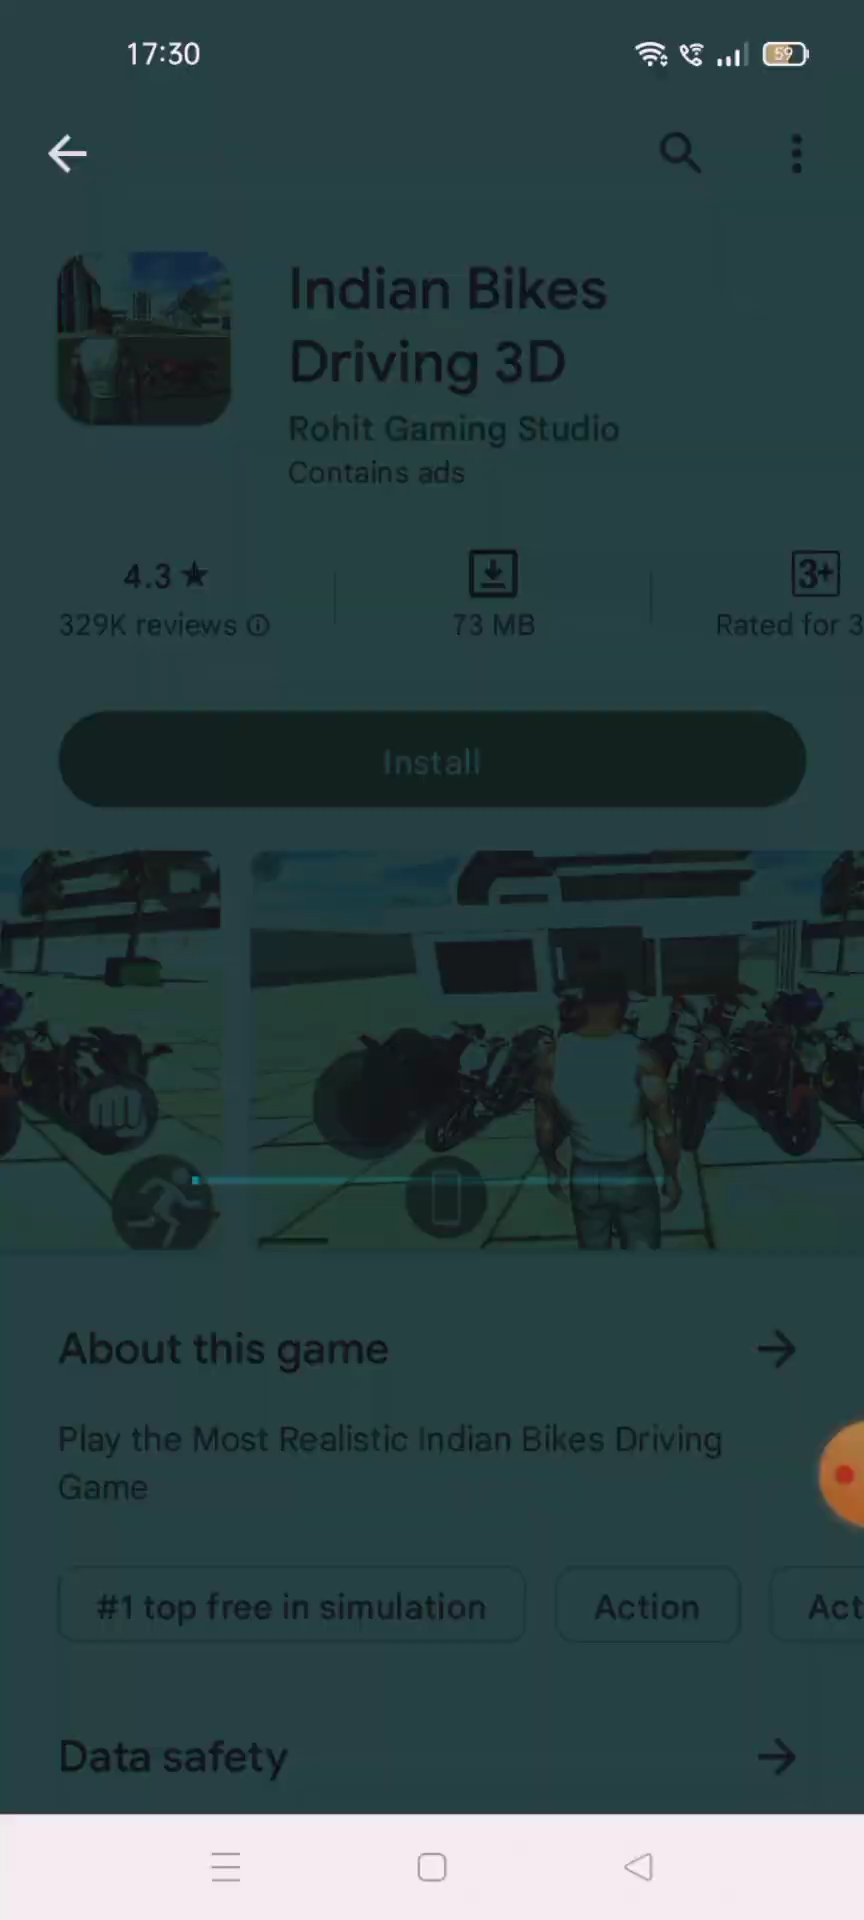 17:30
59
Indian Bikes
Driving 3D
Rohit Gaming Studio
Contains ads
4.3 ★
3+
329K reviews
73 MB
Rated for 3
Install
About this game
Play the Most Realistic Indian Bikes Driving
Game
#1 top free in simulation
Action
Act
Data safety